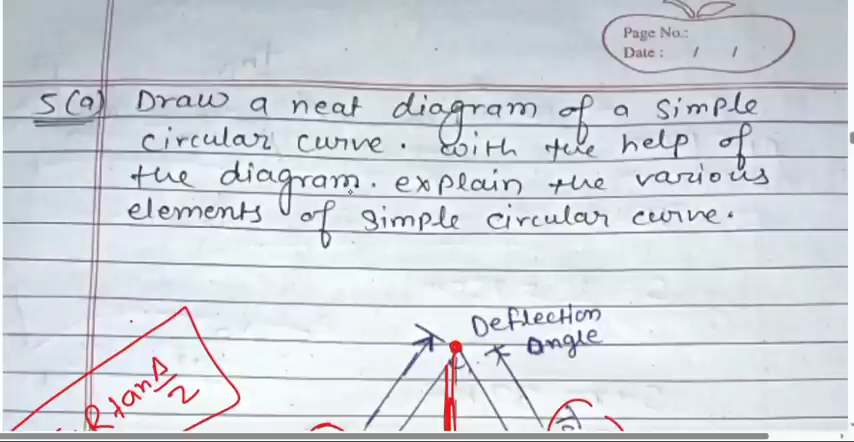 Page No.:
Date : / /
5(a) Draw a neat diagram of a simple
circular curve. With the help of
the diagram. explain the various
elements of simple circular curve.
Deflection
angle
R tan Δ/2